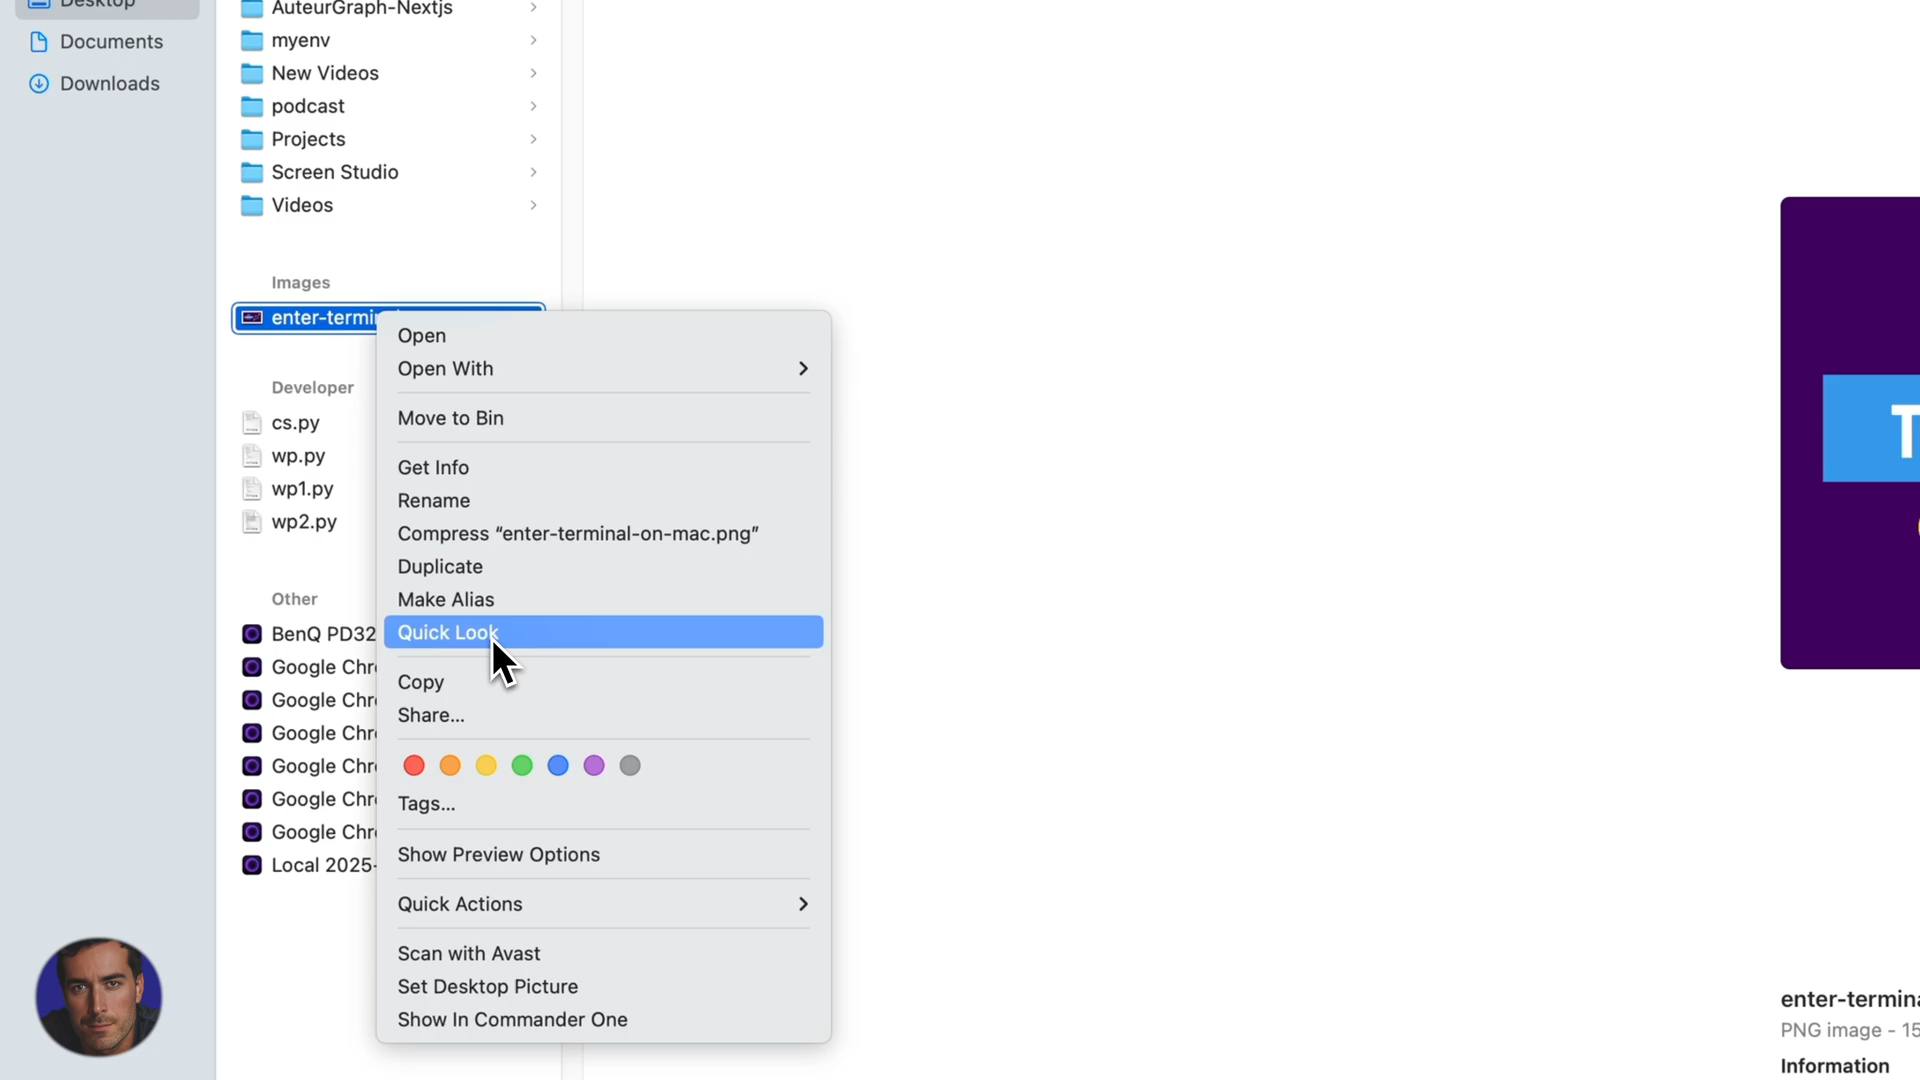 Desktop
Documents
Downloads
AuteurGraph-Nextjs
myenv
New Videos
podcast
Projects
Screen Studio
Videos
Images
enter-termin
Developer
cs.py
wp.py
wp1.py
wp2.py
Other
BenQ PD32
Google Chr
Google Chr
Google Chr
Google Chr
Google Chr
Google Chr
Local 2025-
Open
Open With
Move to Bin
Get Info
Rename
Compress “enter-terminal-on-mac.png”
Duplicate
Make Alias
Quick Look
Copy
Share...
Tags...
Show Preview Options
Quick Actions
Scan with Avast
Set Desktop Picture
Show In Commander One
T
enter-termina
PNG image - 15
Information